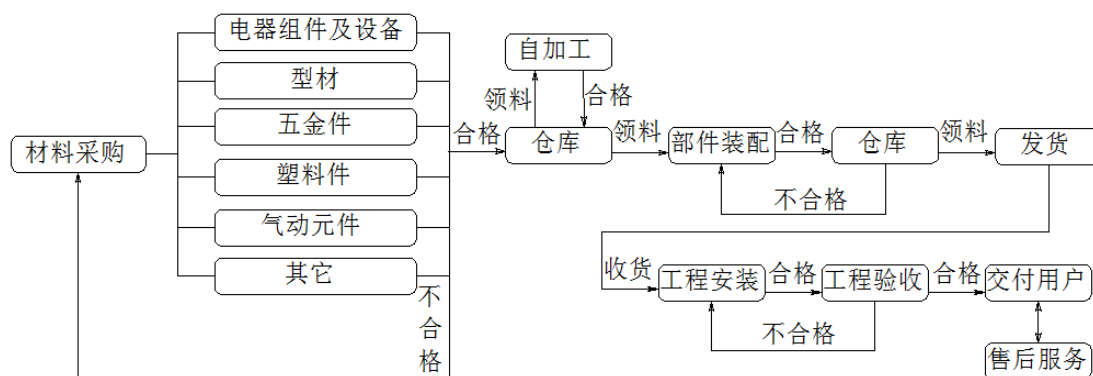 电器组件及设备
型材
五金件
塑料件
气动元件
其它
材料采购
不合格
合格
自加工
领料
合格
仓库
领料
部件装配
合格
仓库
领料
发货
不合格
收货
工程安装
合格
工程验收
合格
交付用户
不合格
售后服务